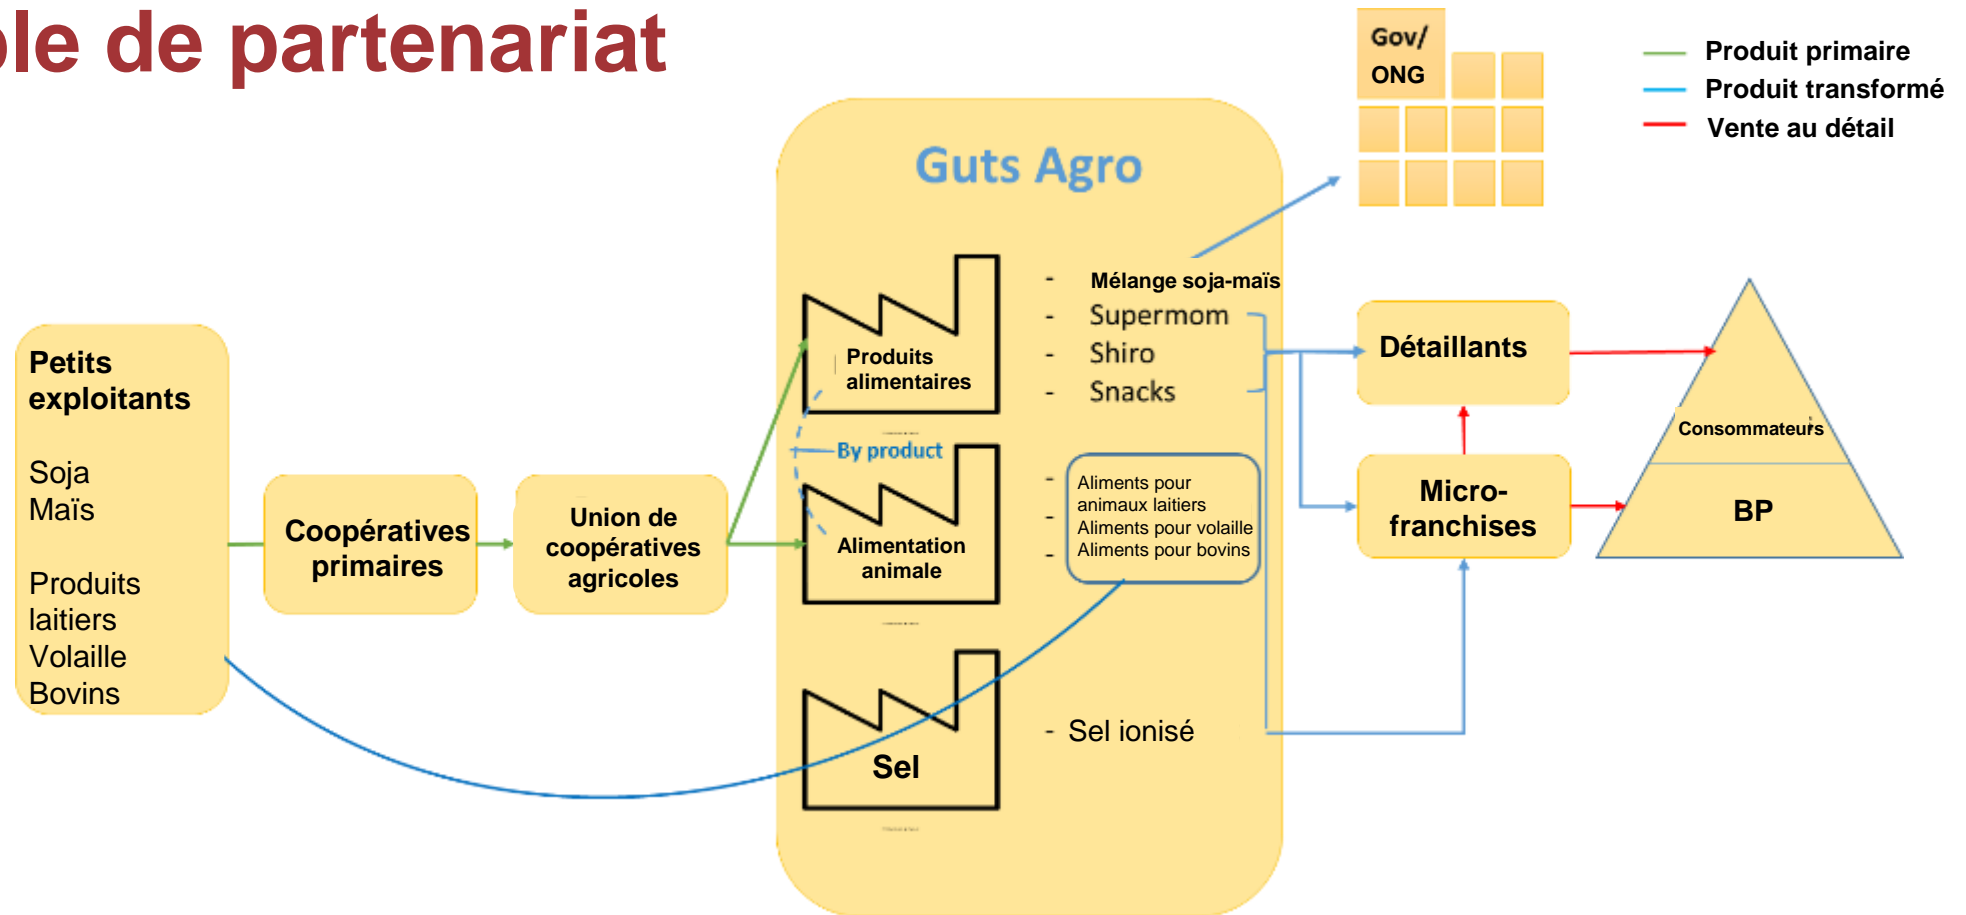 ple de partenariat
Gov/
ONG
Produit primaire
Produit transformé
Vente au détail
Guts Agro
Petits
exploitants
Soja
Maïs
Produits
laitiers
Volaille
Bovins
Coopératives
primaires
Union de
coopératives
agricoles
Produits
alimentaires
By product
Alimentation
animale
Sel
- Mélange soja-maïs
- Supermom
- Shiro
- Snacks
- Aliments pour
animaux laitiers
- Aliments pour volaille
- Aliments pour bovins
- Sel ionisé
Détaillants
Micro-
franchises
Consommateurs
BP